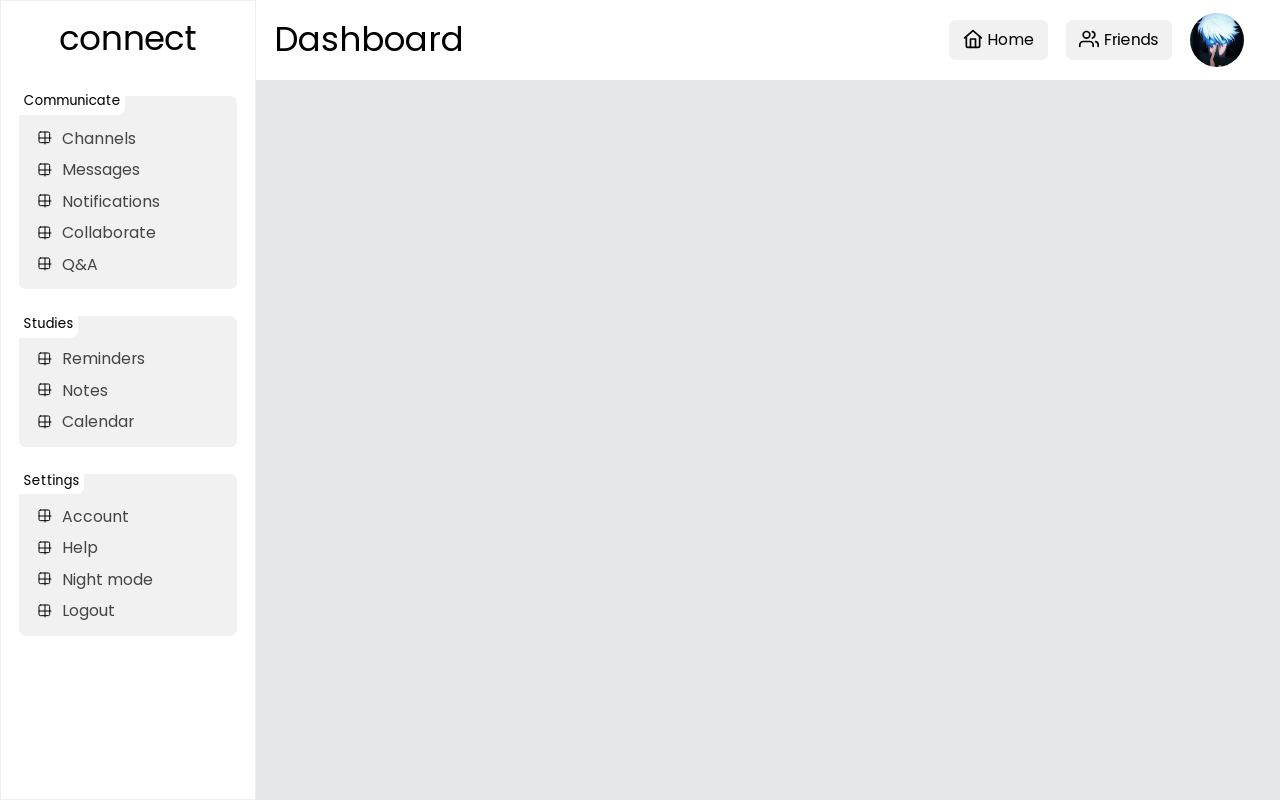 connect
Dashboard
Home
Friends
Communicate
Channels
Messages
Notifications
Collaborate
Q&A
Studies
Reminders
Notes
Calendar
Settings
Account
Help
Night mode
Logout